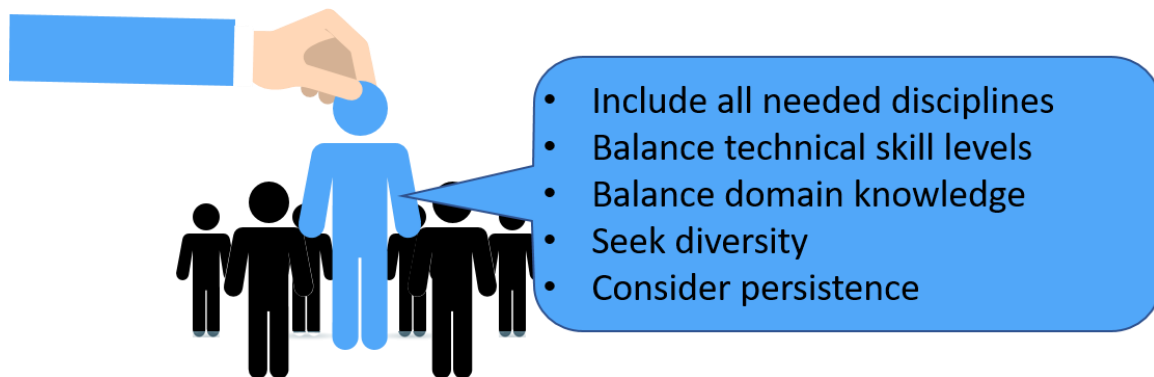 • Include all needed disciplines
• Balance technical skill levels
• Balance domain knowledge
• Seek diversity
• Consider persistence